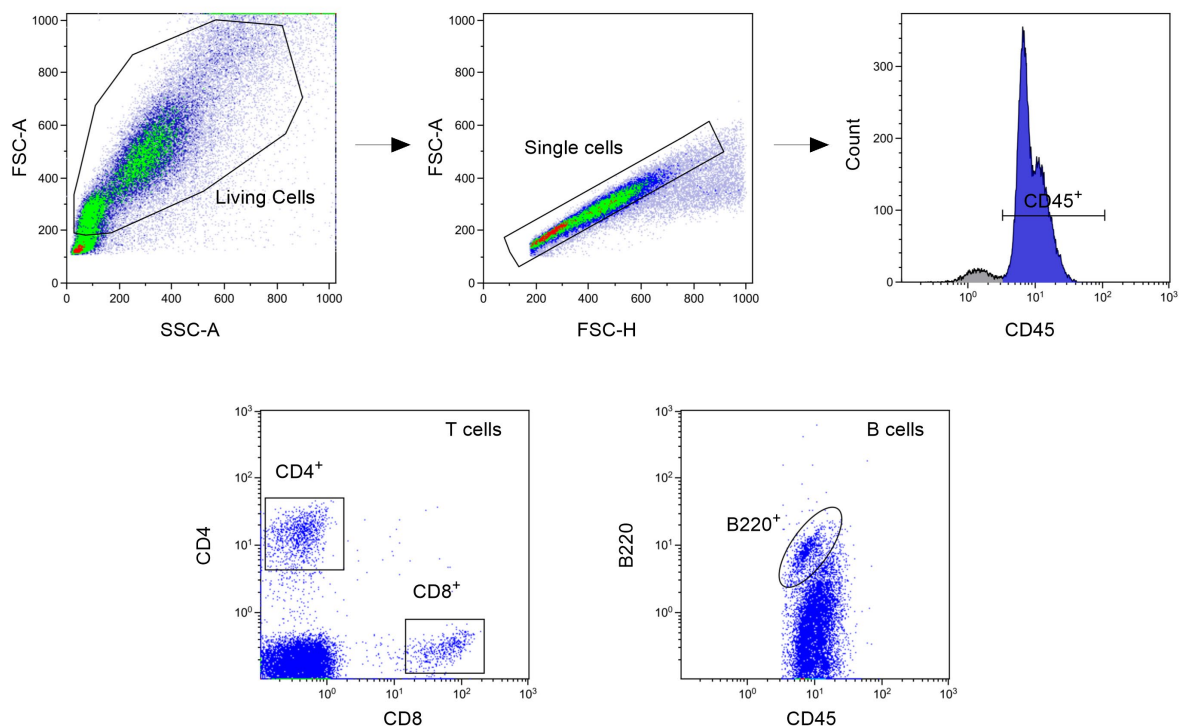 1000
800
600
400
200
0
FSC-A
Living Cells
0 200 400 600 800 1000
SSC-A
1000
800
600
400
200
0
FSC-A
Single cells
0 200 400 600 800 1000
FSC-H
300
200
100
0
Count
CD45⁺
10⁰ 10¹ 10² 10³
CD45
10³
10²
10¹
10⁰
CD4
T cells
CD4⁺
CD8⁺
10⁰ 10¹ 10² 10³
CD8
10³
10²
10¹
10⁰
B220
B cells
B220⁺
10⁰ 10¹ 10² 10³
CD45